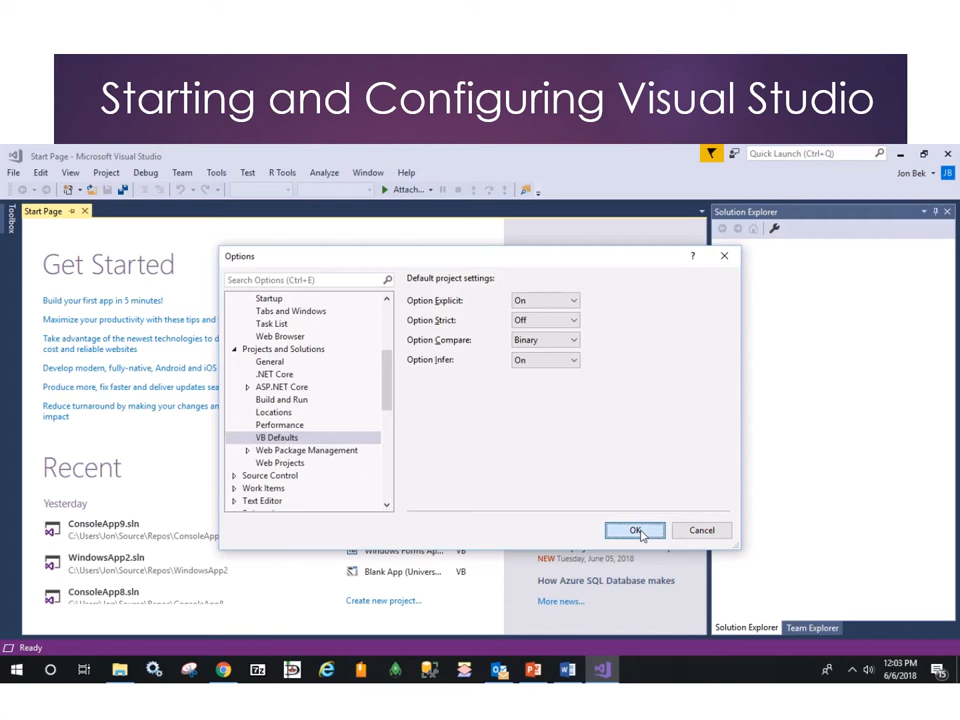 Starting and Configuring Visual Studio
Start Page - Microsoft Visual Studio
Quick Launch (Ctrl+Q)
File Edit View Project Debug Team Tools Test R Tools Analyze Window Help
Jon Bek
JB
Attach...
Toolbox
Start Page
Solution Explorer
Get Started
Build your first app in 5 minutes!
Maximize your productivity with these tips and
Take advantage of the newest technologies to
cost and reliable websites
Develop modern, fully-native, Android and iOS
Produce more, fix faster and deliver updates
Reduce turnaround by making your changes an
impact
Recent
Yesterday
ConsoleApp9.sln
C:\Users\Jon\Source\Repos\ConsoleApp9
WindowsApp2.sln
C:\Users\Jon\Source\Repos\WindowsApp2
ConsoleApp8.sln
C:\Users\Jon\Source\Repos\ConsoleApp8
Options
?
Search Options (Ctrl+E)
Startup
Tabs and Windows
Task List
Web Browser
Projects and Solutions
General
.NET Core
ASP.NET Core
Build and Run
Locations
Performance
VB Defaults
Web Package Management
Web Projects
Source Control
Work Items
Text Editor
Default project settings:
Option Explicit: On
Option Strict: Off
Option Compare: Binary
Option Infer: On
OK Cancel
Windows Forms Ap... VB
Blank App (Univers... VB
Create new project...
NEW Tuesday, June 05, 2018
How Azure SQL Database makes
More news...
Solution Explorer Team Explorer
Ready
12:03 PM
6/6/2018
15